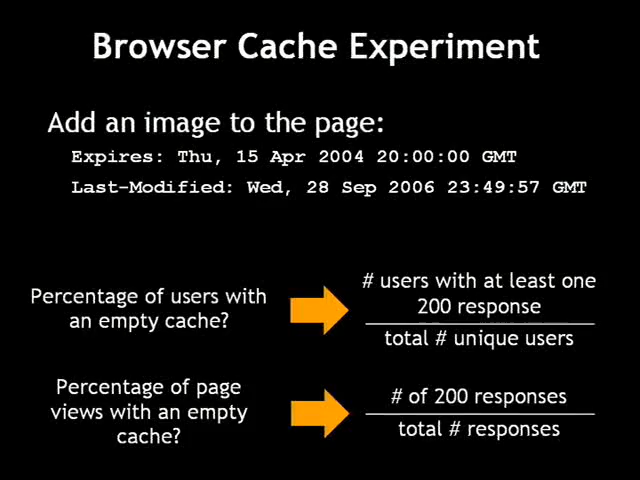 Browser Cache Experiment
Add an image to the page:
Expires: Thu, 15 Apr 2004 20:00:00 GMT
Last-Modified: Wed, 28 Sep 2006 23:49:57 GMT
Percentage of users with
an empty cache?
# users with at least one
200 response
total # unique users
Percentage of page
views with an empty
cache?
# of 200 responses
total # responses